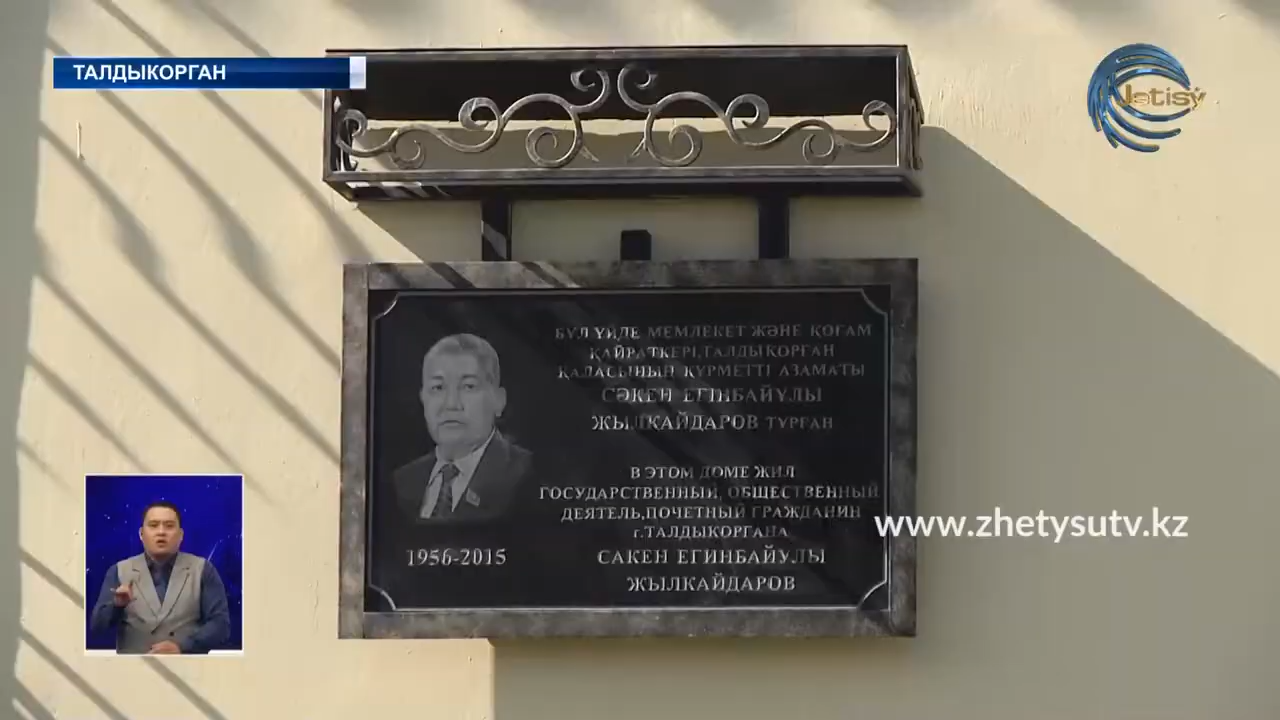 ТАЛДЫКОРГАН
Jetisý
БҰЛ ҮЙДЕ МЕМЛЕКЕТ ЖӘНЕ ҚОҒАМ
ҚАЙРАТКЕРІ,ТАЛДЫҚОРҒАН
ҚАЛАСЫНЫҢ ҚҰРМЕТТІ АЗАМАТЫ
СӘКЕН ЕГІНБАЙҰЛЫ
ЖЫЛКАЙДАРОВ ТҰРҒАН
В ЭТОМ ДОМЕ ЖИЛ
ГОСУДАРСТВЕННЫЙ, ОБЩЕСТВЕННЫЙ
ДЕЯТЕЛЬ,ПОЧЕТНЫЙ ГРАЖДАНИН
г.ТАЛДЫКОРГАНА
САКЕН ЕГИНБАЙУЛЫ
ЖЫЛКАЙДАРОВ
1956-2015
www.zhetysutv.kz